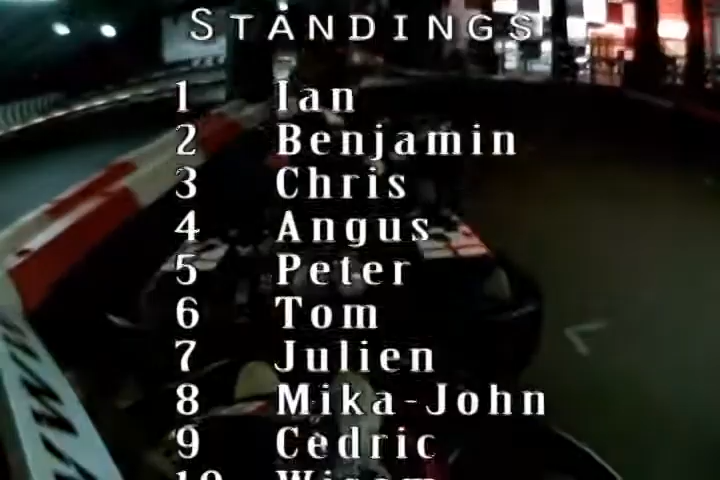 STANDINGS
1 Ian
2 Benjamin
3 Chris
4 Angus
5 Peter
6 Tom
7 Julien
8 Mika-John
9 Cedric